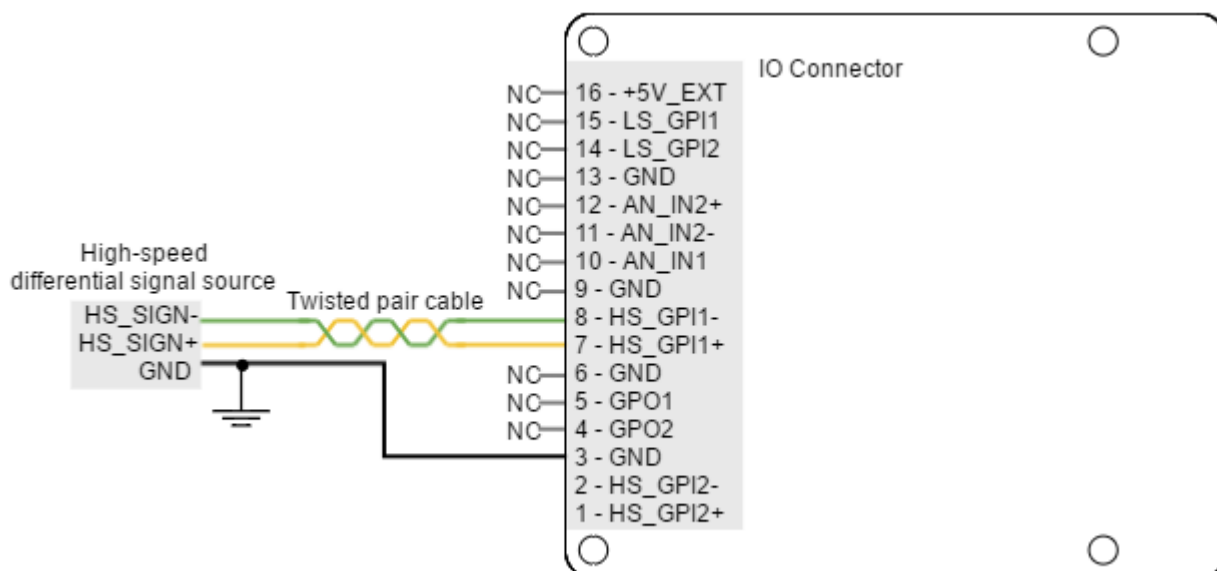 IO Connector
NC 16 - +5V_EXT
NC 15 - LS_GPI1
NC 14 - LS_GPI2
NC 13 - GND
NC 12 - AN_IN2+
NC 11 - AN_IN2-
NC 10 - AN_IN1
NC 9 - GND
8 - HS_GPI1-
7 - HS_GPI1+
NC 6 - GND
NC 5 - GPO1
NC 4 - GPO2
3 - GND
2 - HS_GPI2-
1 - HS_GPI2+
High-speed
differential signal source
HS_SIGN-
HS_SIGN+
GND
Twisted pair cable